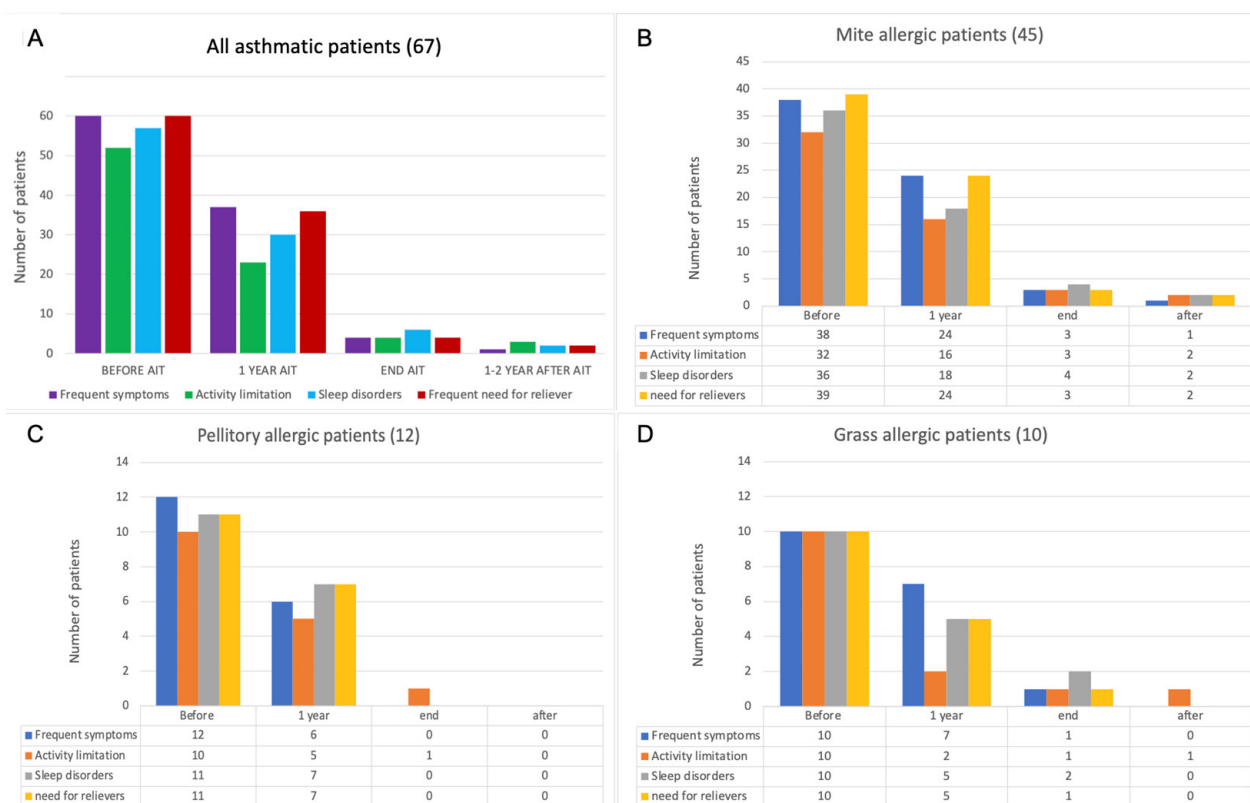 A
All asthmatic patients (67)
Number of patients
60
50
40
30
20
10
0
BEFORE AIT 1 YEAR AIT END AIT 1-2 YEAR AFTER AIT
Frequent symptoms Activity limitation Sleep disorders Frequent need for reliever
B
Mite allergic patients (45)
Number of patients
45
40
35
30
25
20
15
10
5
0
Before 1 year end after
Frequent symptoms 38 24 3 1
Activity limitation 32 16 3 2
Sleep disorders 36 18 4 2
need for relievers 39 24 3 2
C
Pellitory allergic patients (12)
Number of patients
14
12
10
8
6
4
2
0
Before 1 year end after
Frequent symptoms 12 6 0 0
Activity limitation 10 5 1 0
Sleep disorders 11 7 0 0
need for relievers 11 7 0 0
D
Grass allergic patients (10)
Number of patients
14
12
10
8
6
4
2
0
Before 1 year end after
Frequent symptoms 10 7 1 0
Activity limitation 10 2 1 1
Sleep disorders 10 5 2 0
need for relievers 10 5 1 0